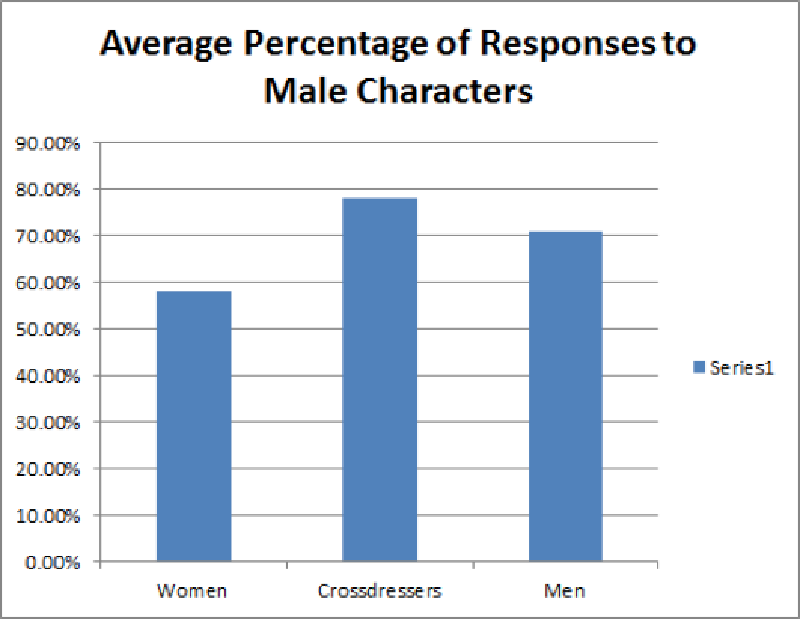 Average Percentage of Responses to
Male Characters
90.00%
80.00%
70.00%
60.00%
50.00%
40.00%
30.00%
20.00%
10.00%
0.00%
Women Crossdressers Men
Series1